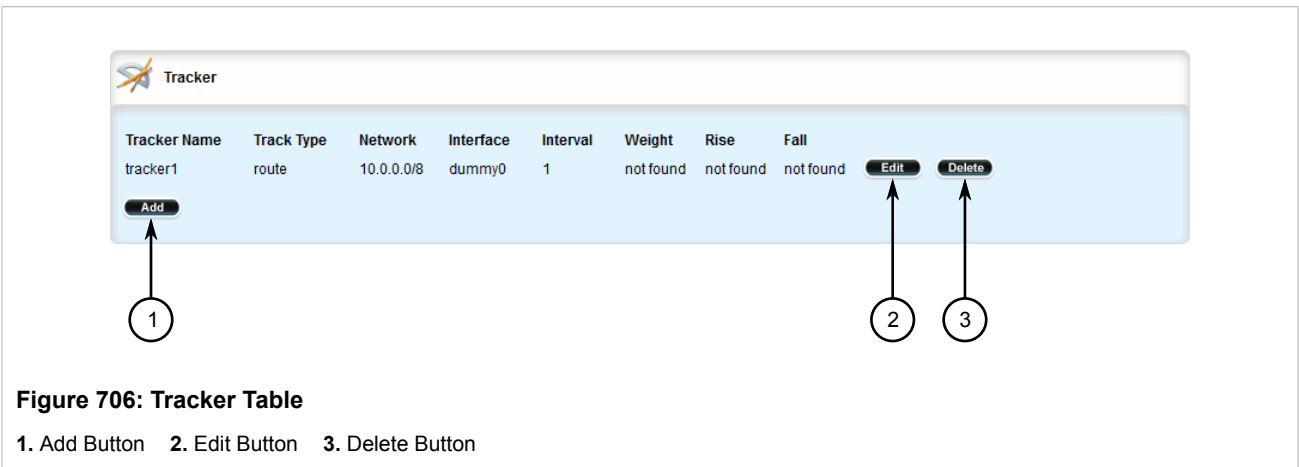 Tracker
Tracker Name Track Type Network Interface Interval Weight Rise Fall
tracker1 route 10.0.0.0/8 dummy0 1 not found not found not found Edit Delete
Add
1 2 3
Figure 706: Tracker Table
1. Add Button 2. Edit Button 3. Delete Button